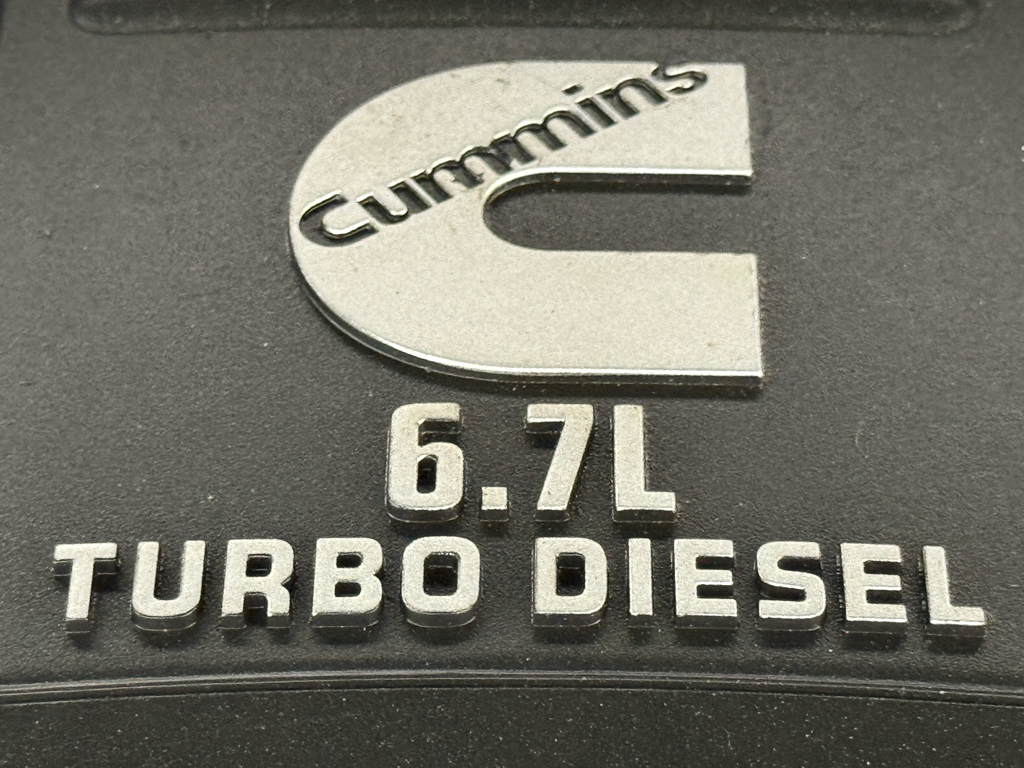 Cummins
6.7L
TURBO DIESEL